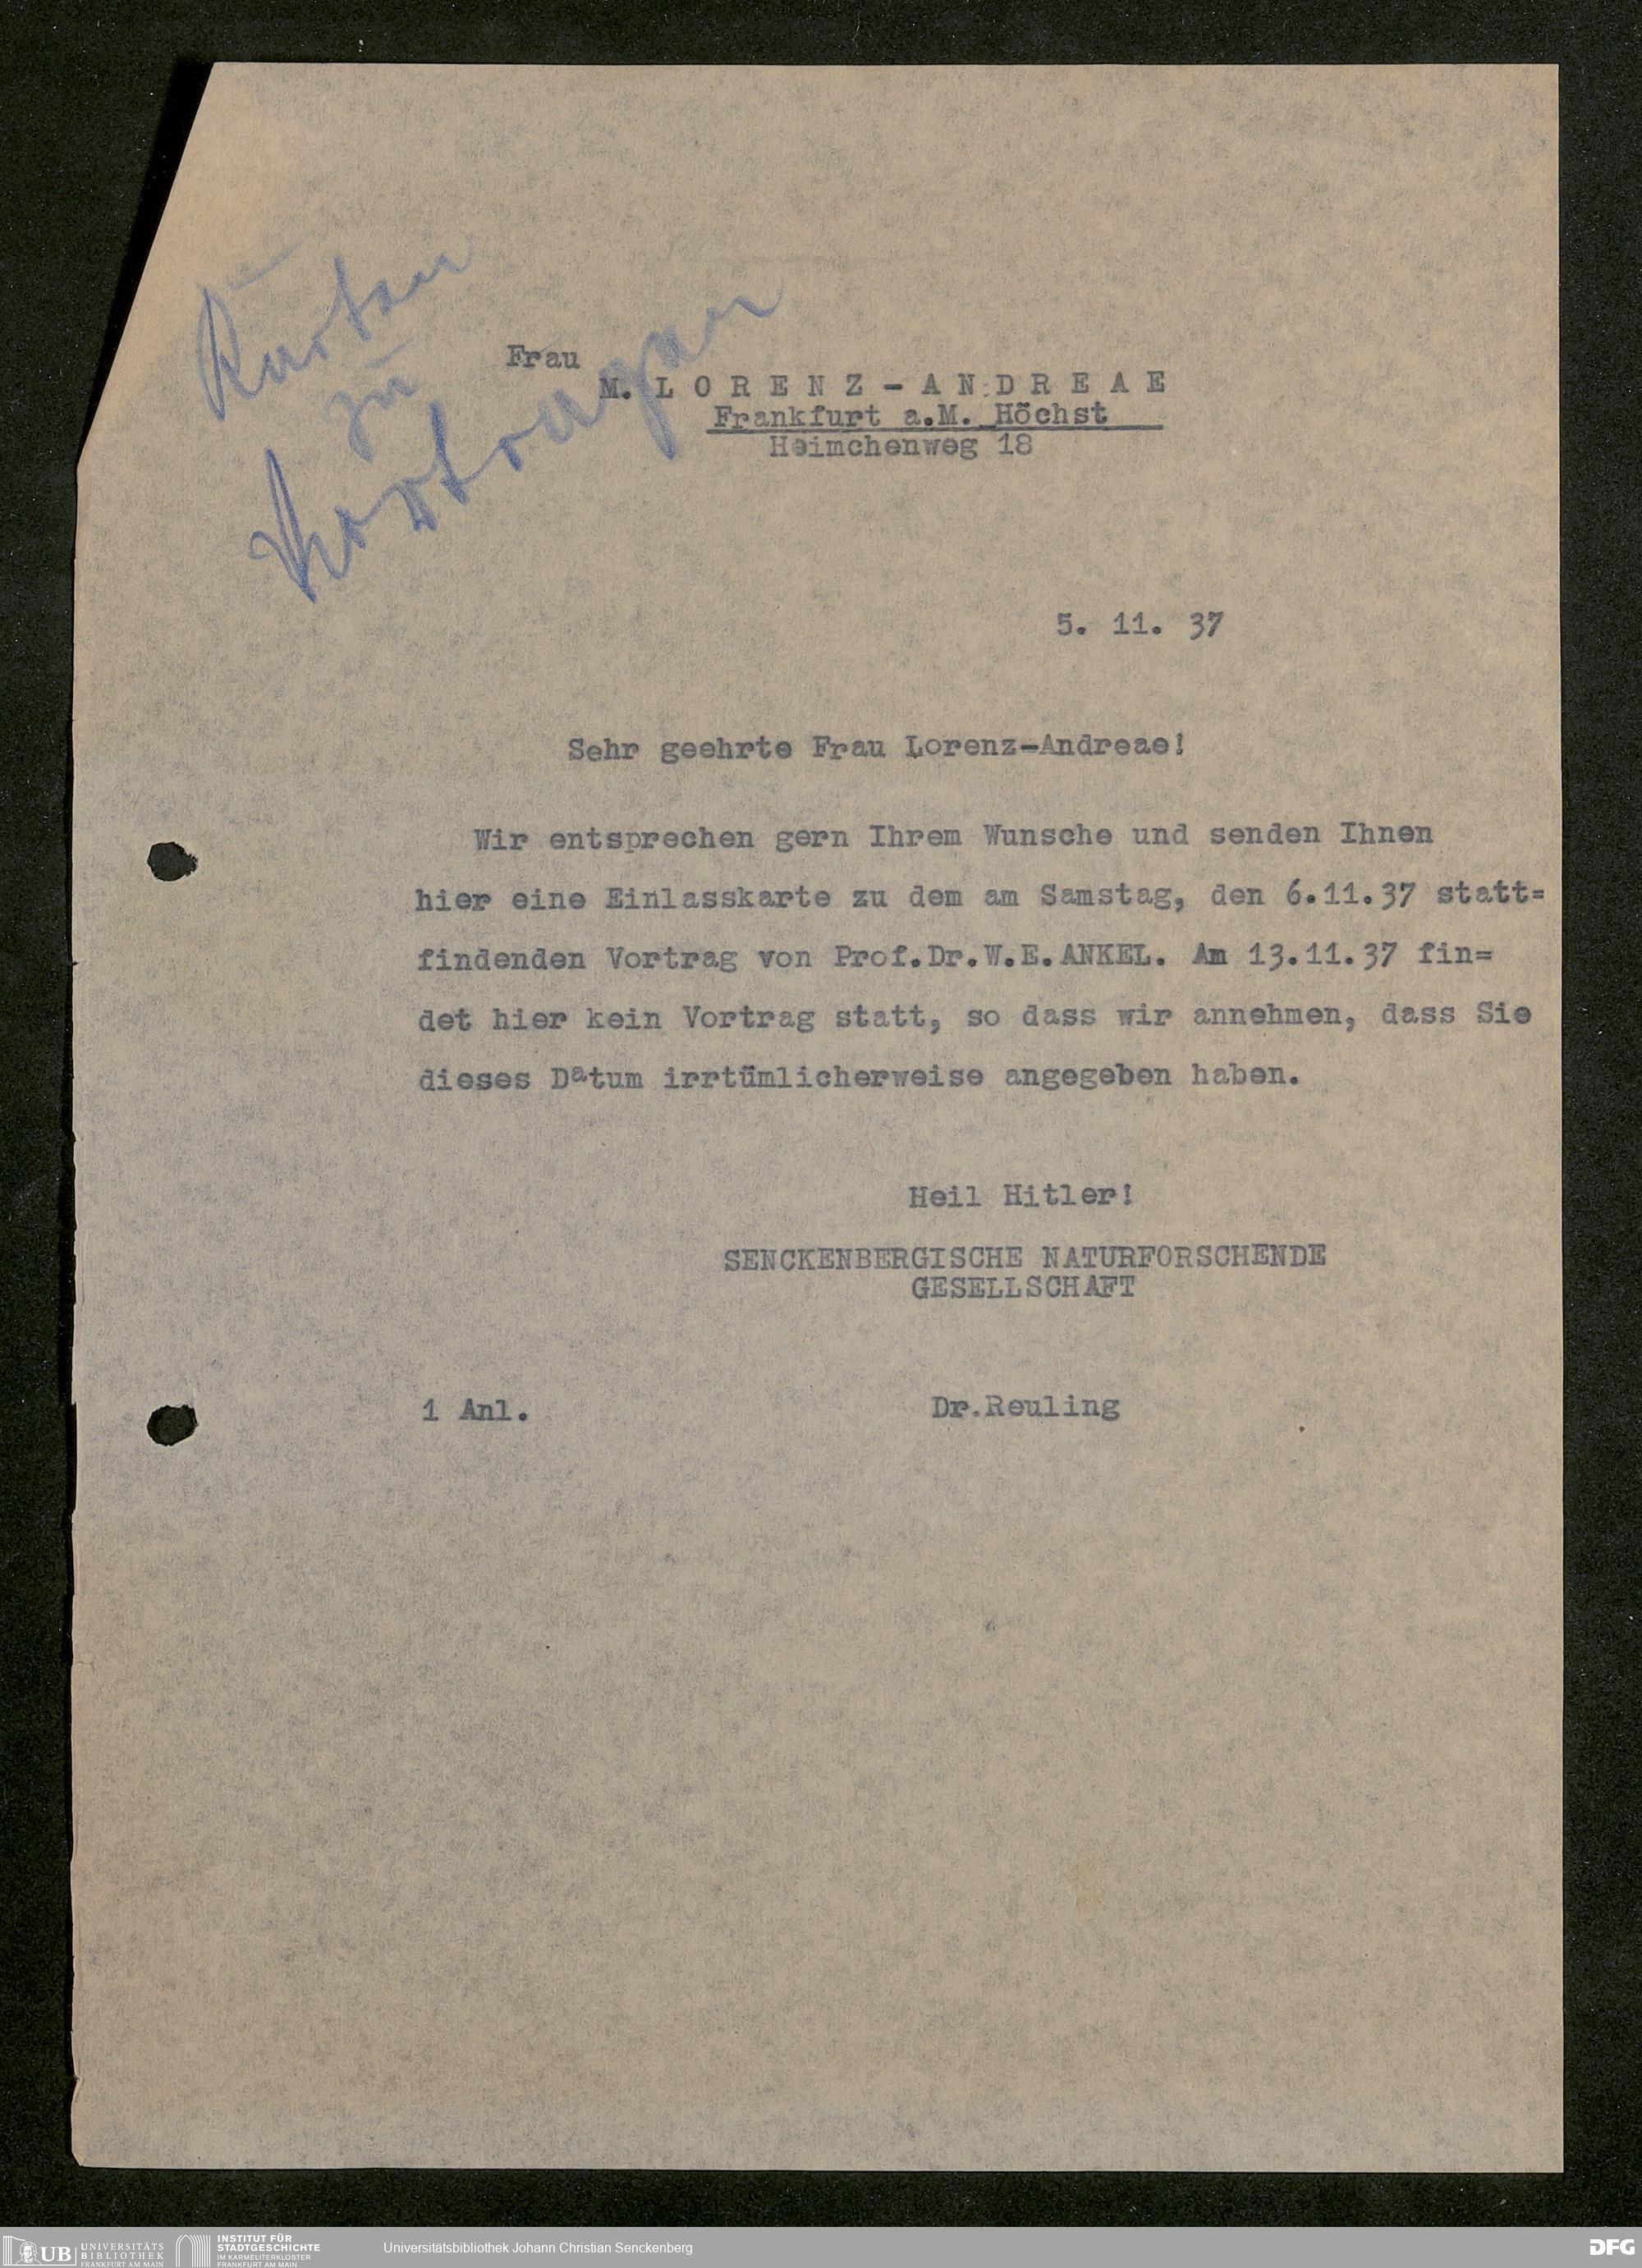 Karten
zu
Vorträgen
Frau
M. L O R E N Z - A N D R E A E
Frankfurt a.M. Höchst
Heimchenweg 18
5. 11. 37
Sehr geehrte Frau Lorenz-Andreae!
Wir entsprechen gern Ihrem Wunsche und senden Ihnen
hier eine Einlasskarte zu dem am Samstag, den 6.11.37 statt=
findenden Vortrag von Prof.Dr.W.E.ANKEL. Am 13.11.37 fin=
det hier kein Vortrag statt, so dass wir annehmen, dass Sie
dieses Datum irrtümlicherweise angegeben haben.
Heil Hitler!
SENCKENBERGISCHE NATURFORSCHENDE
GESELLSCHAFT
1 Anl.
Dr.Reuling
UB UNIVERSITÄTS
BIBLIOTHEK
FRANKFURT AM MAIN
INSTITUT FÜR
STADTGESCHICHTE
IM KARMELITERKLOSTER
FRANKFURT AM MAIN
Universitätsbibliothek Johann Christian Senckenberg
DFG